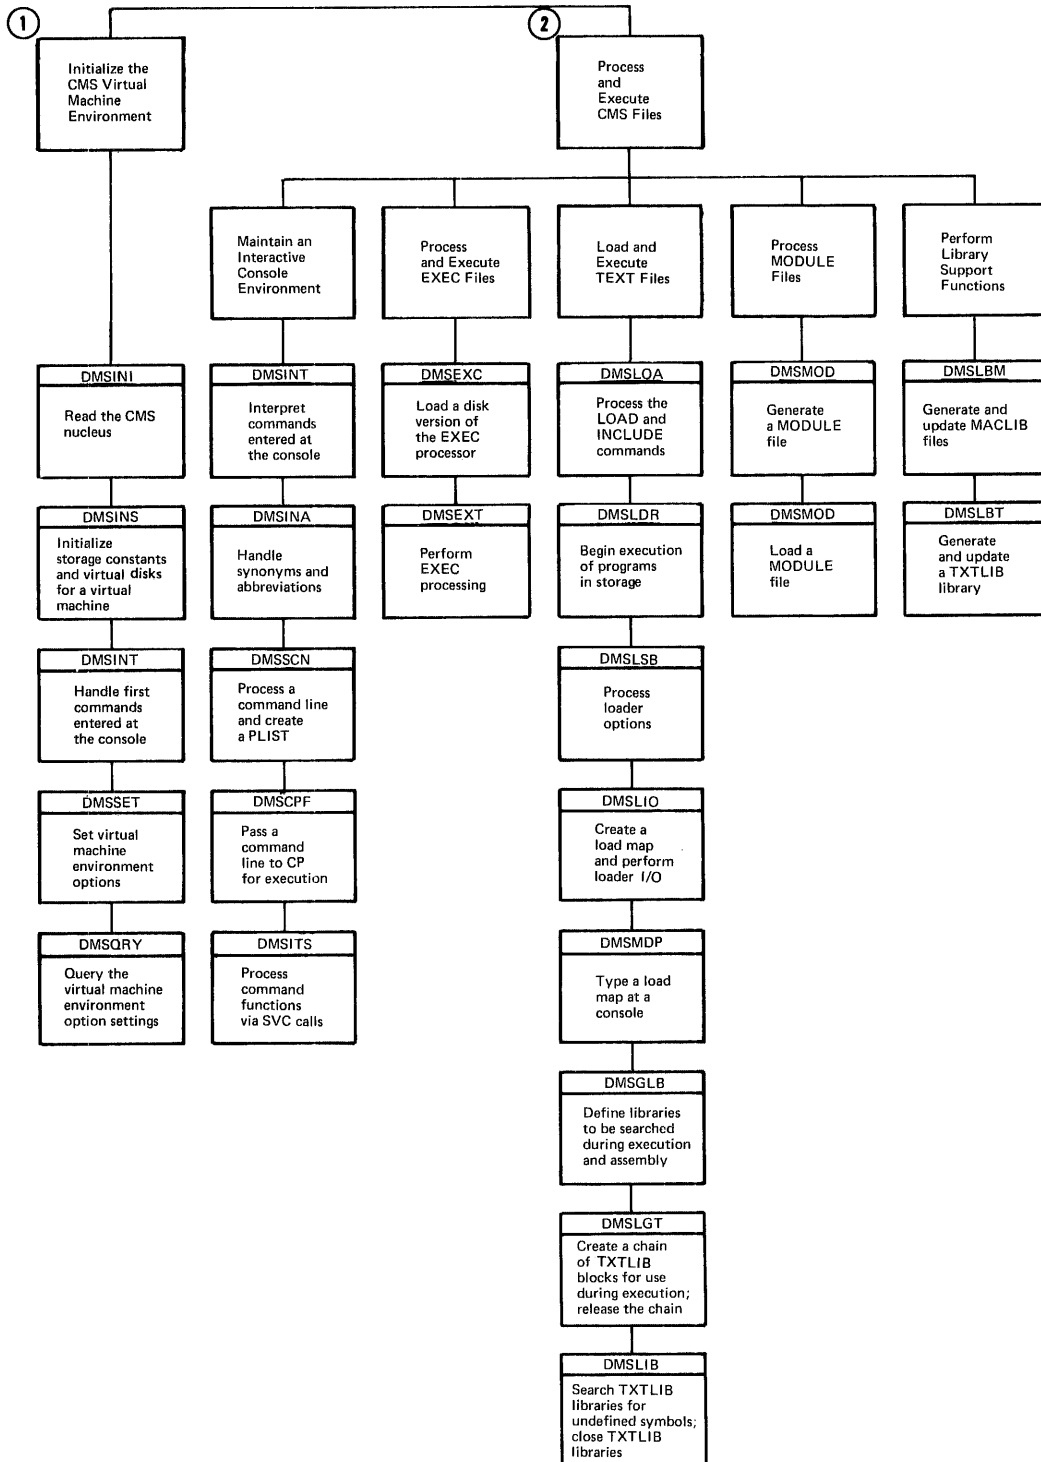 1
Initialize the
CMS Virtual
Machine
Environment
2
Process
and
Execute
CMS Files
Maintain an
Interactive
Console
Environment
Process
and Execute
EXEC Files
Load and
Execute
TEXT Files
Process
MODULE
Files
Perform
Library
Support
Functions
DMSINI
Read the CMS
nucleus
DMSINT
Interpret
commands
entered at
the console
DMSEXC
Load a disk
version of
the EXEC
processor
DMSLOA
Process the
LOAD and
INCLUDE
commands
DMSMOD
Generate
a MODULE
file
DMSLBM
Generate and
update MACLIB
files
DMSINS
Initialize
storage constants
and virtual disks
for a virtual
machine
DMSINA
Handle
synonyms and
abbreviations
DMSEXT
Perform
EXEC
processing
DMSLDR
Begin execution
of programs
in storage
DMSMOD
Load a
MODULE
file
DMSLBT
Generate
and update
a TXTLIB
library
DMSINT
Handle first
commands
entered at
the console
DMSSCN
Process a
command line
and create
a PLIST
DMSLSB
Process
loader
options
DMSSET
Set virtual
machine
environment
options
DMSCPF
Pass a
command
line to CP
for execution
DMSLIO
Create a
load map
and perform
loader I/O
DMSQRY
Query the
virtual machine
environment
option settings
DMSITS
Process
command
functions
via SVC calls
DMSMDP
Type a load
map at a
console
DMSGLB
Define libraries
to be searched
during execution
and assembly
DMSLGT
Create a chain
of TXTLIB
blocks for use
during execution;
release the chain
DMSLIB
Search TXTLIB
libraries for
undefined symbols;
close TXTLIB
libraries